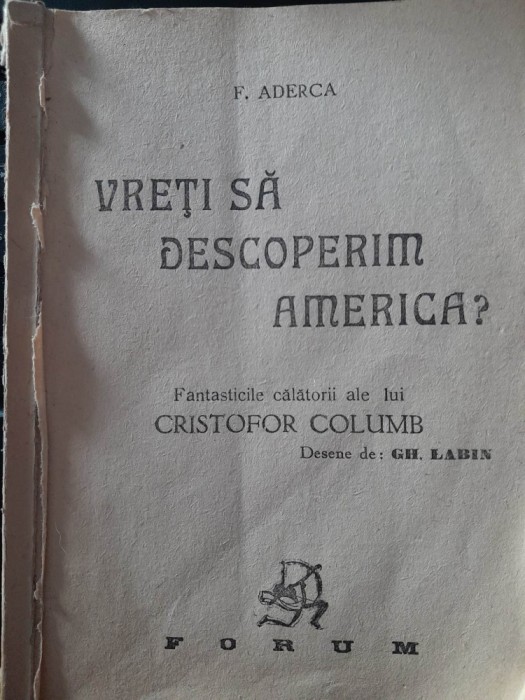 F. ADERCA
VREŢI SĂ
DESCOPERIM
AMERICA?
Fantasticile călătorii ale lui
CRISTOFOR COLUMB
Desene de: GH. LABIN
FORUM